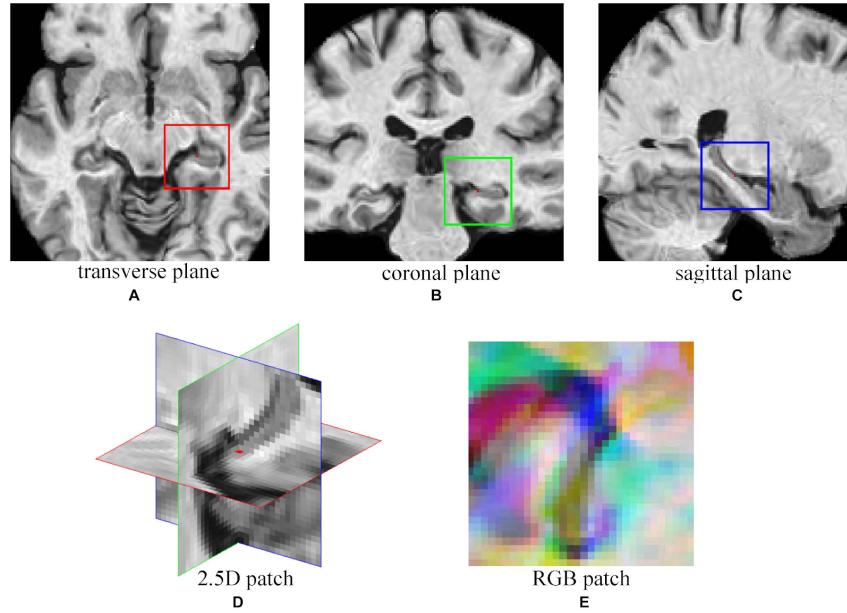 transverse plane
A
coronal plane
B
sagittal plane
C
2.5D patch
D
RGB patch
E